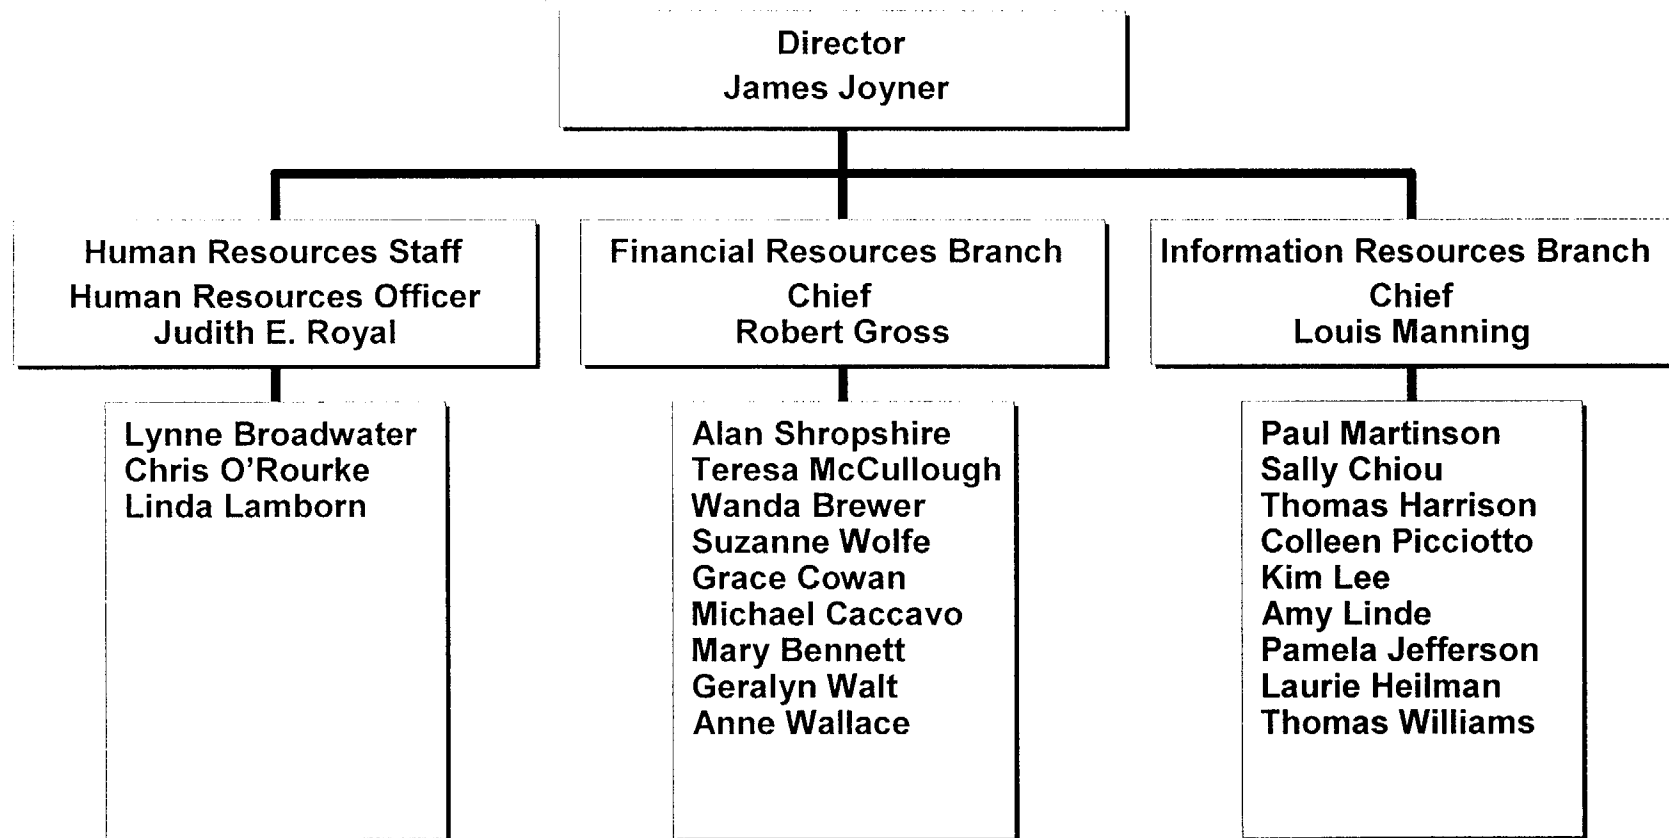 Director
James Joyner
Human Resources Staff
Human Resources Officer
Judith E. Royal
Financial Resources Branch
Chief
Robert Gross
Information Resources Branch
Chief
Louis Manning
Lynne Broadwater
Chris O'Rourke
Linda Lamborn
Alan Shropshire
Teresa McCullough
Wanda Brewer
Suzanne Wolfe
Grace Cowan
Michael Caccavo
Mary Bennett
Geralyn Walt
Anne Wallace
Paul Martinson
Sally Chiou
Thomas Harrison
Colleen Picciotto
Kim Lee
Amy Linde
Pamela Jefferson
Laurie Heilman
Thomas Williams